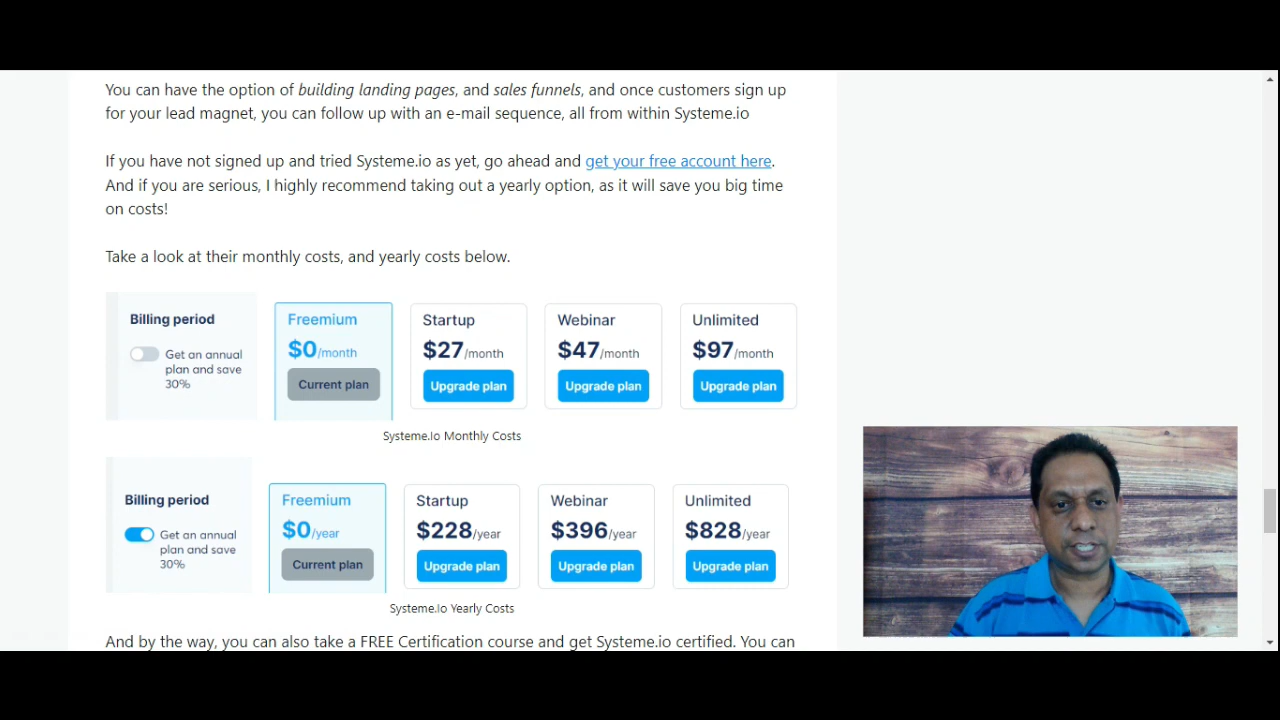 You can have the option of building landing pages, and sales funnels, and once customers sign up
for your lead magnet, you can follow up with an e-mail sequence, all from within Systeme.io
If you have not signed up and tried Systeme.io as yet, go ahead and get your free account here.
And if you are serious, I highly recommend taking out a yearly option, as it will save you big time
on costs!
Take a look at their monthly costs, and yearly costs below.
Billing period
Get an annual
plan and save
30%
Freemium
$0/month
Current plan
Startup
$27/month
Upgrade plan
Webinar
$47/month
Upgrade plan
Unlimited
$97/month
Upgrade plan
Systeme.Io Monthly Costs
Billing period
Get an annual
plan and save
30%
Freemium
$0/year
Current plan
Startup
$228/year
Upgrade plan
Webinar
$396/year
Upgrade plan
Unlimited
$828/year
Upgrade plan
Systeme.Io Yearly Costs
And by the way, you can also take a FREE Certification course and get Systeme.io certified. You can